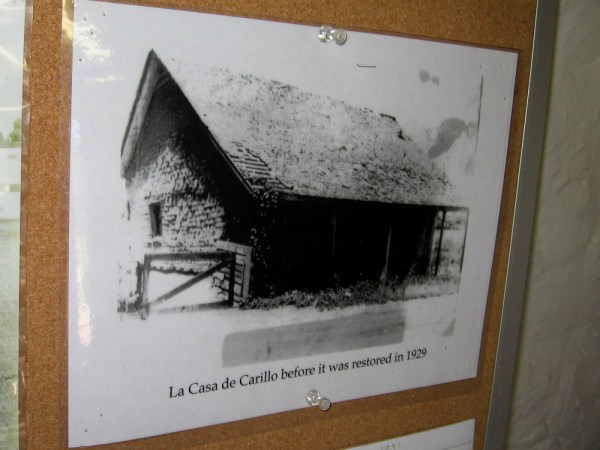 La Casa de Carillo before it was restored in 1929